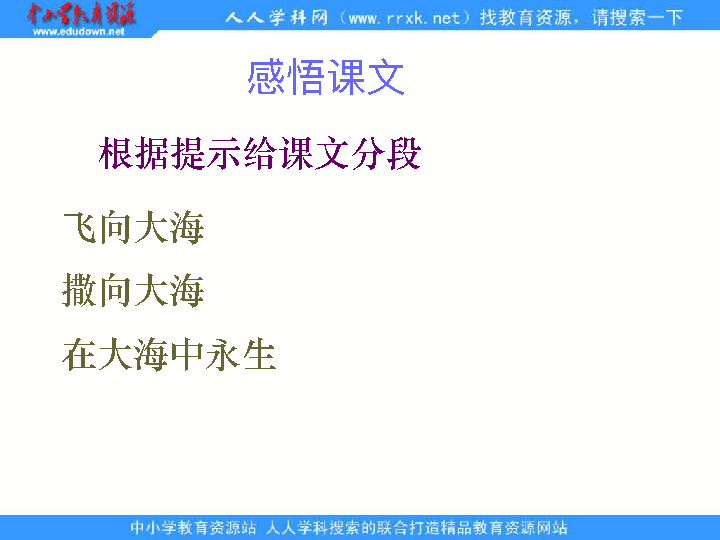 中小学教育资源
www.edudown.net
人人学科网（www.rrxk.net）找教育资源，请搜索一下
感悟课文
根据提示给课文分段
飞向大海
撒向大海
在大海中永生
中小学教育资源站 人人学科搜索的联合打造精品教育资源网站